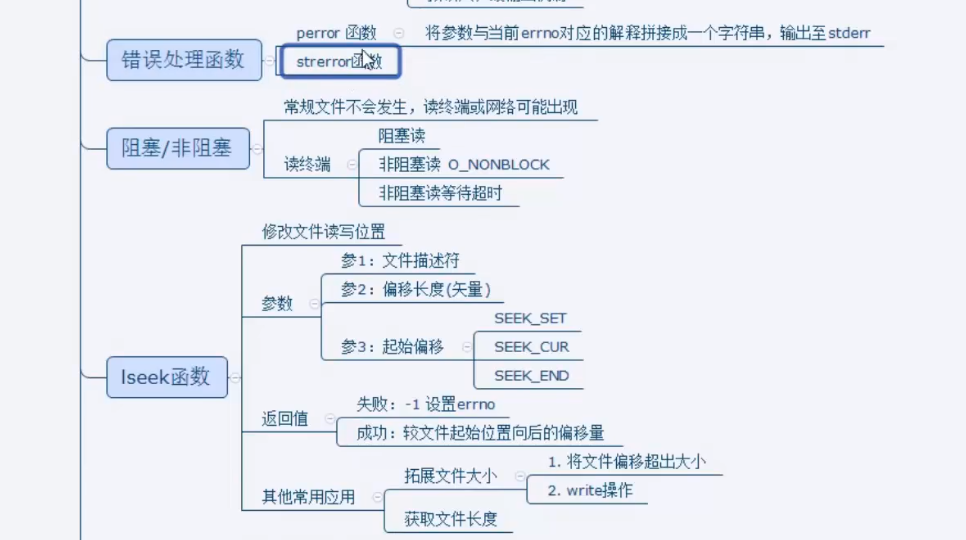 perror 函数
将参数与当前errno对应的解释拼接成一个字符串，输出至stderr
错误处理函数
strerror函数
常规文件不会发生，读终端或网络可能出现
阻塞/非阻塞
阻塞读
读终端
非阻塞读 O_NONBLOCK
非阻塞读等待超时
修改文件读写位置
参1：文件描述符
参数
参2：偏移长度(矢量)
SEEK_SET
参3：起始偏移
SEEK_CUR
SEEK_END
lseek函数
返回值
失败：-1 设置errno
成功：较文件起始位置向后的偏移量
其他常用应用
拓展文件大小
1. 将文件偏移超出大小
2. write操作
获取文件长度